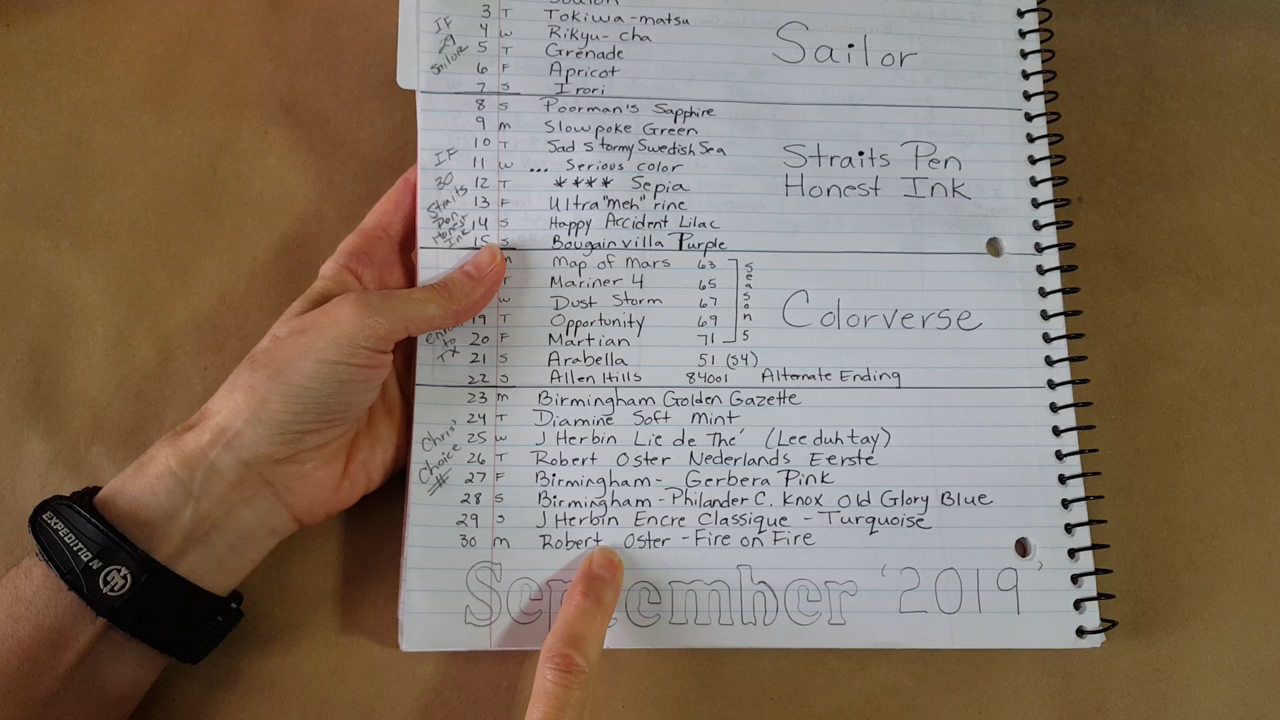 3 T Tokiwa-matsu
IF 4 W Rikyu-cha
A 5 T Grenade
Sailor 6 F Apricot
7 S Irori
Sailor
8 S Poorman's Sapphire
9 m Slowpoke Green
10 T Sad Stormy Swedish Sea
IF 11 W ... Serious color
30 12 T **** Sepia
Straits 13 F Ultra"meh"rine
Pen 14 S Happy Accident Lilac
Honest Ink 15 S Bougainvilla Purple
Straits Pen
Honest Ink
m Map of Mars 63
T Mariner 4 65
W Dust Storm 67
19 T Opportunity 69
to 20 F Martian 71
Seasons
TX 21 S Arabella 51 (54)
22 S Allen Hills 84001 Alternate Ending
Colorverse
23 m Birmingham Golden Gazette
24 T Diamine Soft Mint
Chris' 25 W J Herbin Lie de Thé (Lee duh tay)
Choice 26 T Robert Oster Nederlands Eerste
# 27 F Birmingham - Gerbera Pink
28 S Birmingham - Philander C. Knox Old Glory Blue
29 S J Herbin Encre Classique - Turquoise
30 m Robert Oster - Fire on Fire
September '2019'
EXPEDITION